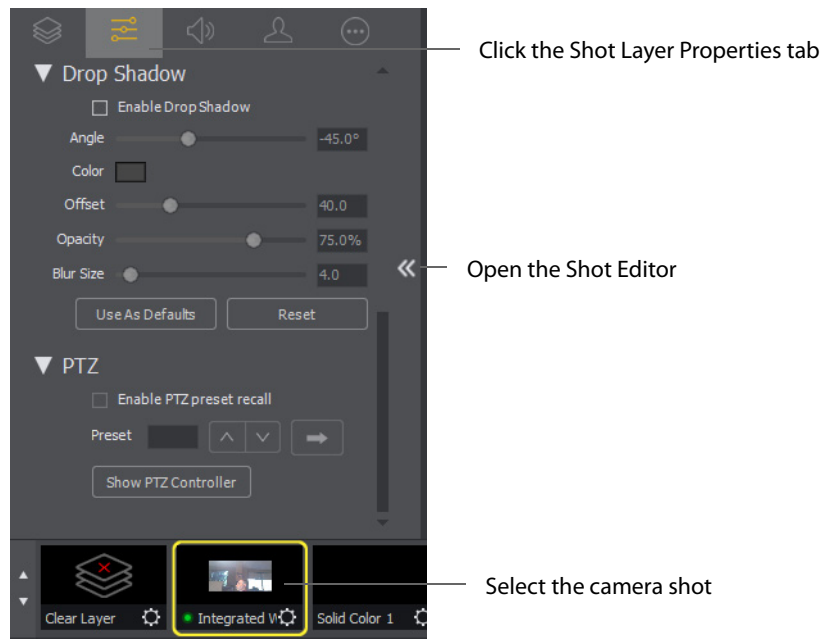 Click the Shot Layer Properties tab
Drop Shadow
Enable Drop Shadow
Angle -45.0°
Color
Offset 40.0
Opacity 75.0%
Blur Size 4.0
Open the Shot Editor
Use As Defaults Reset
PTZ
Enable PTZ preset recall
Preset
Show PTZ Controller
Select the camera shot
Clear Layer Integrated Solid Color 1